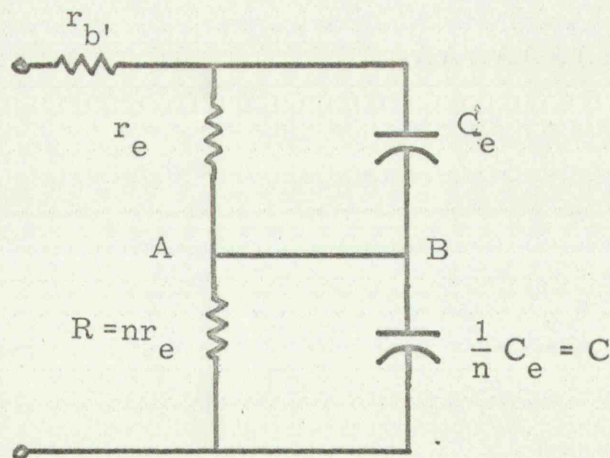 r_b'
r_e
C_e
A
B
R = nr_e
1/n C_e = C